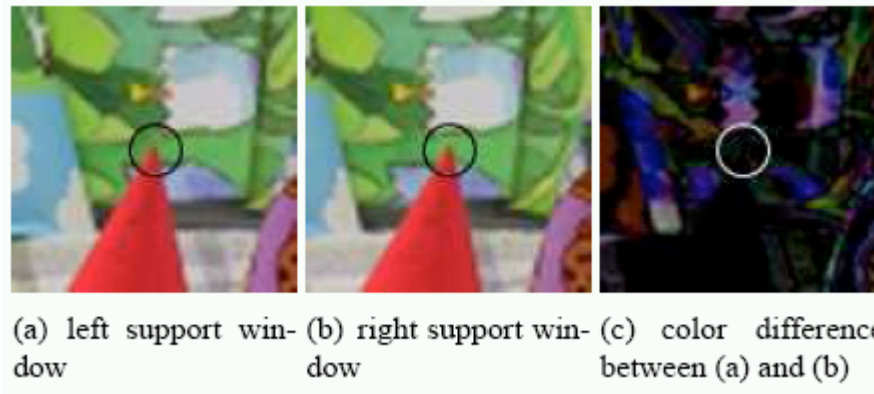 (a) left support win-
dow
(b) right support win-
dow
(c) color difference
between (a) and (b)